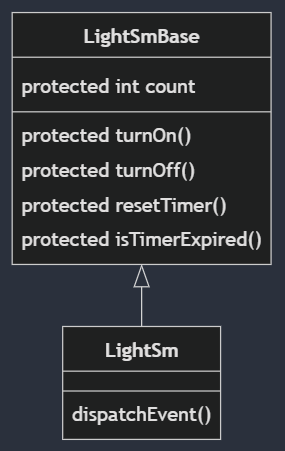 LightSmBase
protected int count
protected turnOn()
protected turnOff()
protected resetTimer()
protected isTimerExpired()
LightSm
dispatchEvent()